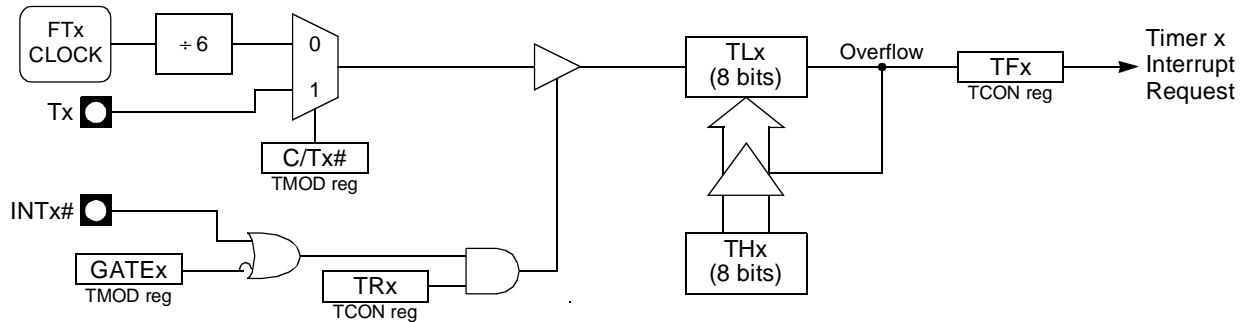 FTx
CLOCK
÷ 6
0
1
Tx
C/Tx#
TMOD reg
TLx
(8 bits)
Overflow
TFx
TCON reg
Timer x
Interrupt
Request
INTx#
GATEx
TMOD reg
TRx
TCON reg
THx
(8 bits)